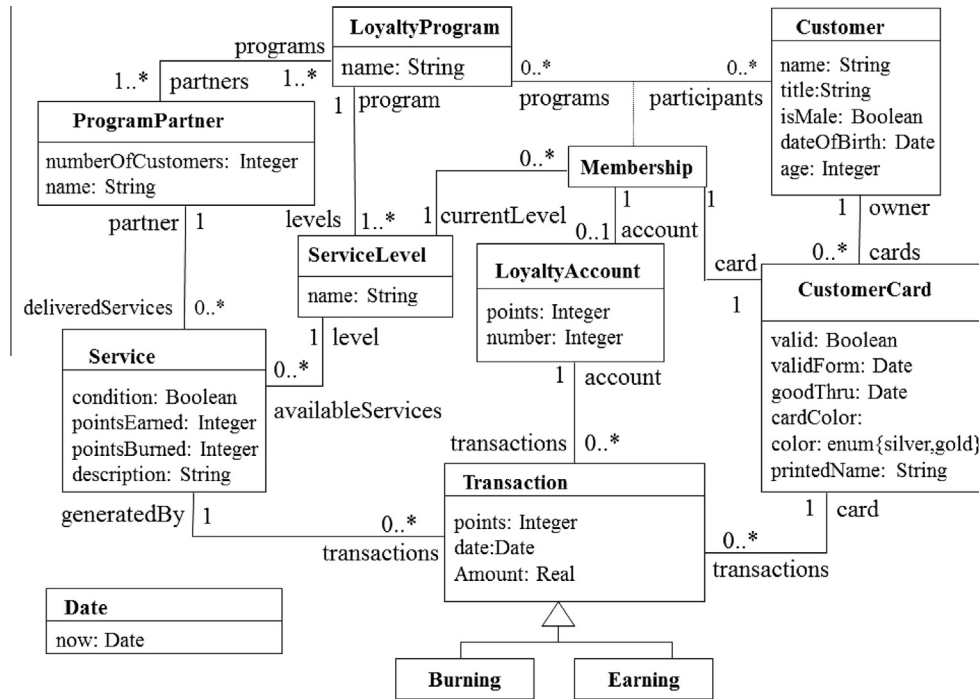 LoyaltyProgram
name: String
Customer
name: String
title:String
isMale: Boolean
dateOfBirth: Date
age: Integer
programs
1..*
partners
1..*
1
program
0..*
programs
0..*
participants
ProgramPartner
numberOfCustomers: Integer
name: String
Membership
0..*
1
currentLevel
levels
1..*
1
0..1
account
1
card
1
1
owner
0..*
cards
partner
1
deliveredServices
0..*
ServiceLevel
name: String
1
level
LoyaltyAccount
points: Integer
number: Integer
1
account
CustomerCard
valid: Boolean
validForm: Date
goodThru: Date
cardColor:
color: enum{silver,gold}
printedName: String
Service
condition: Boolean
pointsEarned: Integer
pointsBurned: Integer
description: String
0..*
availableServices
transactions
0..*
generatedBy
1
0..*
transactions
Transaction
points: Integer
date:Date
Amount: Real
1
card
0..*
transactions
Date
now: Date
Burning
Earning